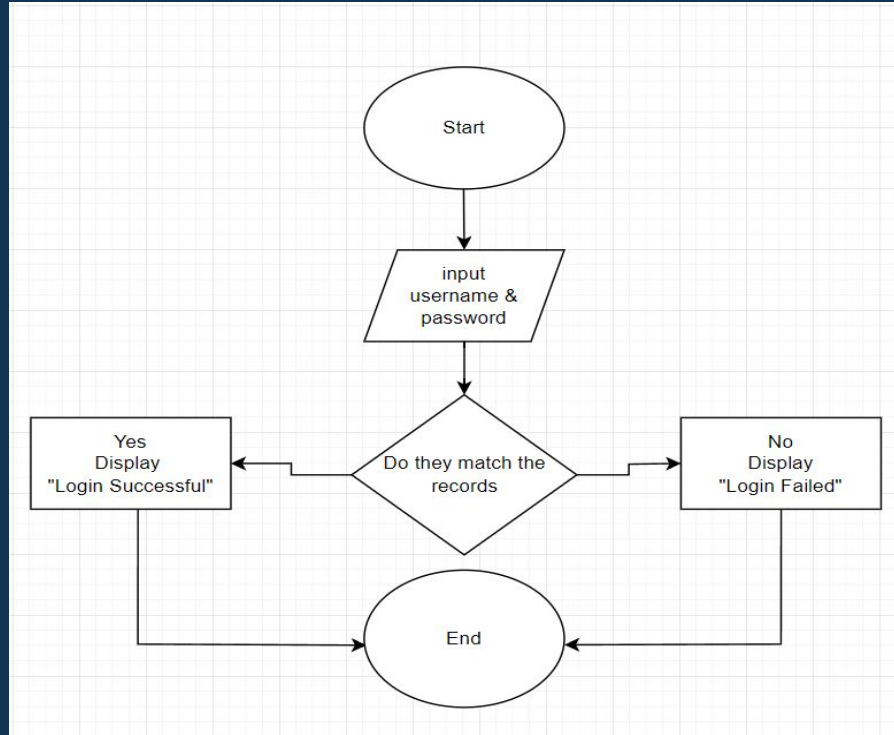 Start
input
username &
password
Do they match the
records
Yes
Display
"Login Successful"
No
Display
"Login Failed"
End